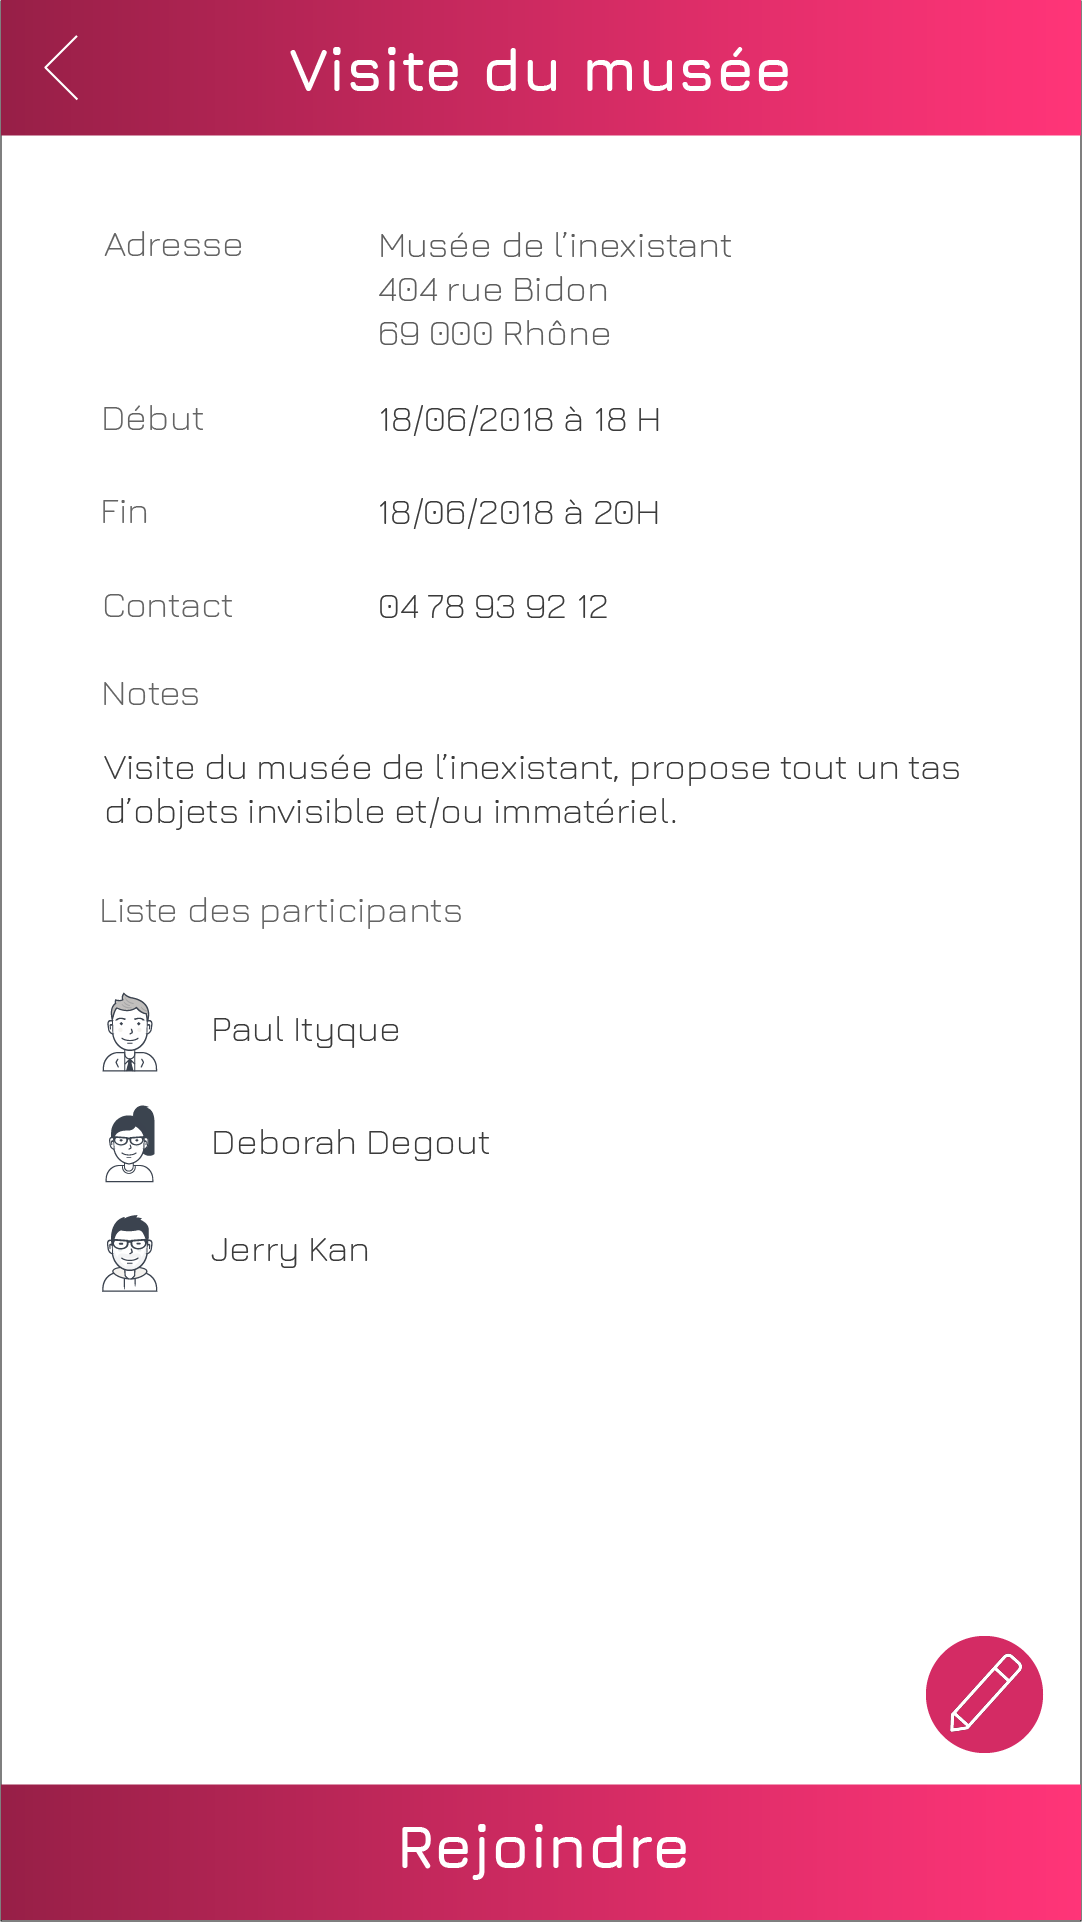 Visite du musée
Adresse
Musée de l’inexistant
404 rue Bidon
69 000 Rhône
Début
18/06/2018 à 18 H
Fin
18/06/2018 à 20H
Contact
04 78 93 92 12
Notes
Visite du musée de l’inexistant, propose tout un tas
d’objets invisible et/ou immatériel.
Liste des participants
Paul Ityque
Deborah Degout
Jerry Kan
Rejoindre